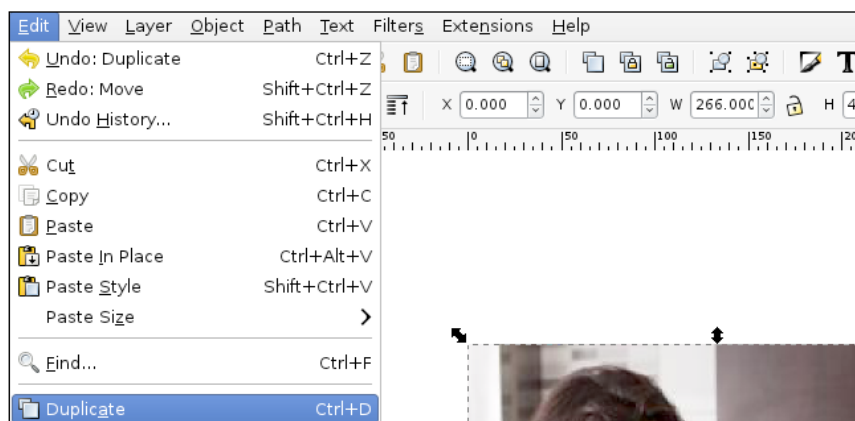 Edit View Layer Object Path Text Filters Extensions Help
Undo: Duplicate Ctrl+Z
Redo: Move Shift+Ctrl+Z
Undo History... Shift+Ctrl+H
X 0.000 Y 0.000 W 266.000 H 4
50 0 50 100 150 20
Cut Ctrl+X
Copy Ctrl+C
Paste Ctrl+V
Paste In Place Ctrl+Alt+V
Paste Style Shift+Ctrl+V
Paste Size
Find... Ctrl+F
Duplicate Ctrl+D